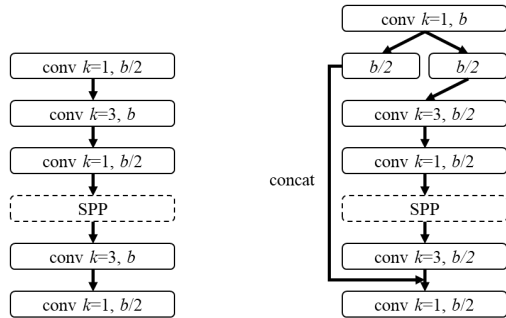 conv k=1, b/2
conv k=3, b
conv k=1, b/2
SPP
conv k=3, b
conv k=1, b/2
conv k=1, b
b/2
b/2
conv k=3, b/2
conv k=1, b/2
concat
SPP
conv k=3, b/2
conv k=1, b/2